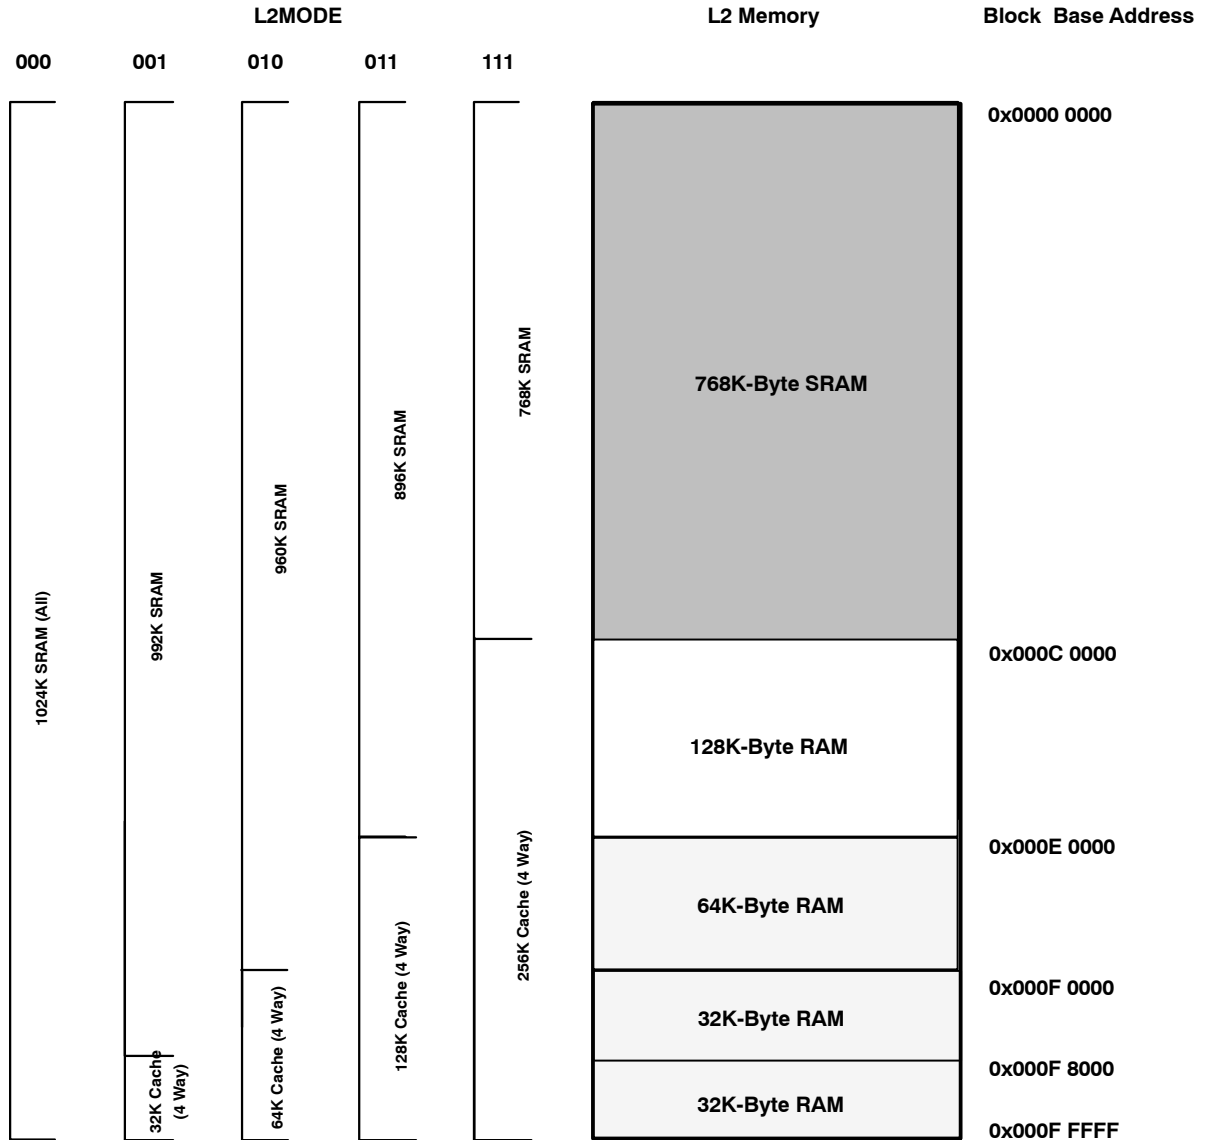 L2MODE
L2 Memory
Block Base Address
000
001
010
011
111
0x0000 0000
768K SRAM
768K-Byte SRAM
896K SRAM
960K SRAM
992K SRAM
1024K SRAM (All)
0x000C 0000
128K-Byte RAM
0x000E 0000
256K Cache (4 Way)
64K-Byte RAM
128K Cache (4 Way)
0x000F 0000
64K Cache (4 Way)
32K-Byte RAM
32K Cache
(4 Way)
0x000F 8000
32K-Byte RAM
0x000F FFFF